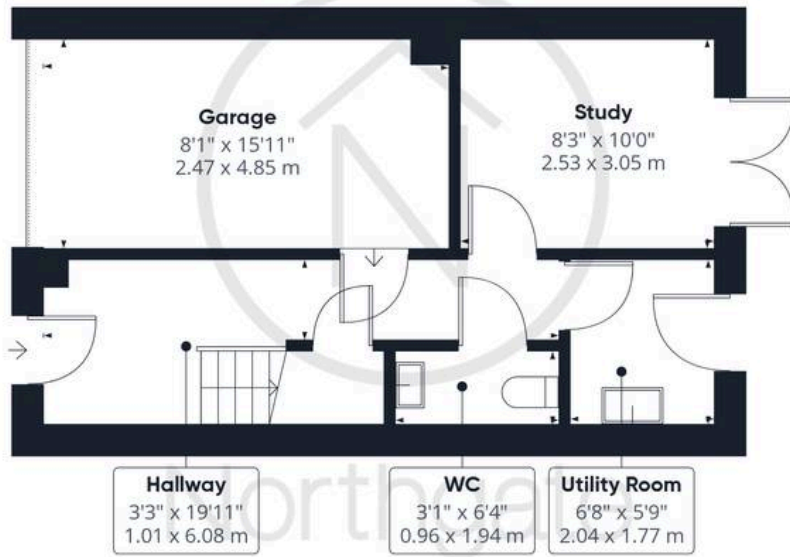 Garage
8'1" x 15'11"
2.47 x 4.85 m
Study
8'3" x 10'0"
2.53 x 3.05 m
Hallway
3'3" x 19'11"
1.01 x 6.08 m
WC
3'1" x 6'4"
0.96 x 1.94 m
Utility Room
6'8" x 5'9"
2.04 x 1.77 m
Northgate